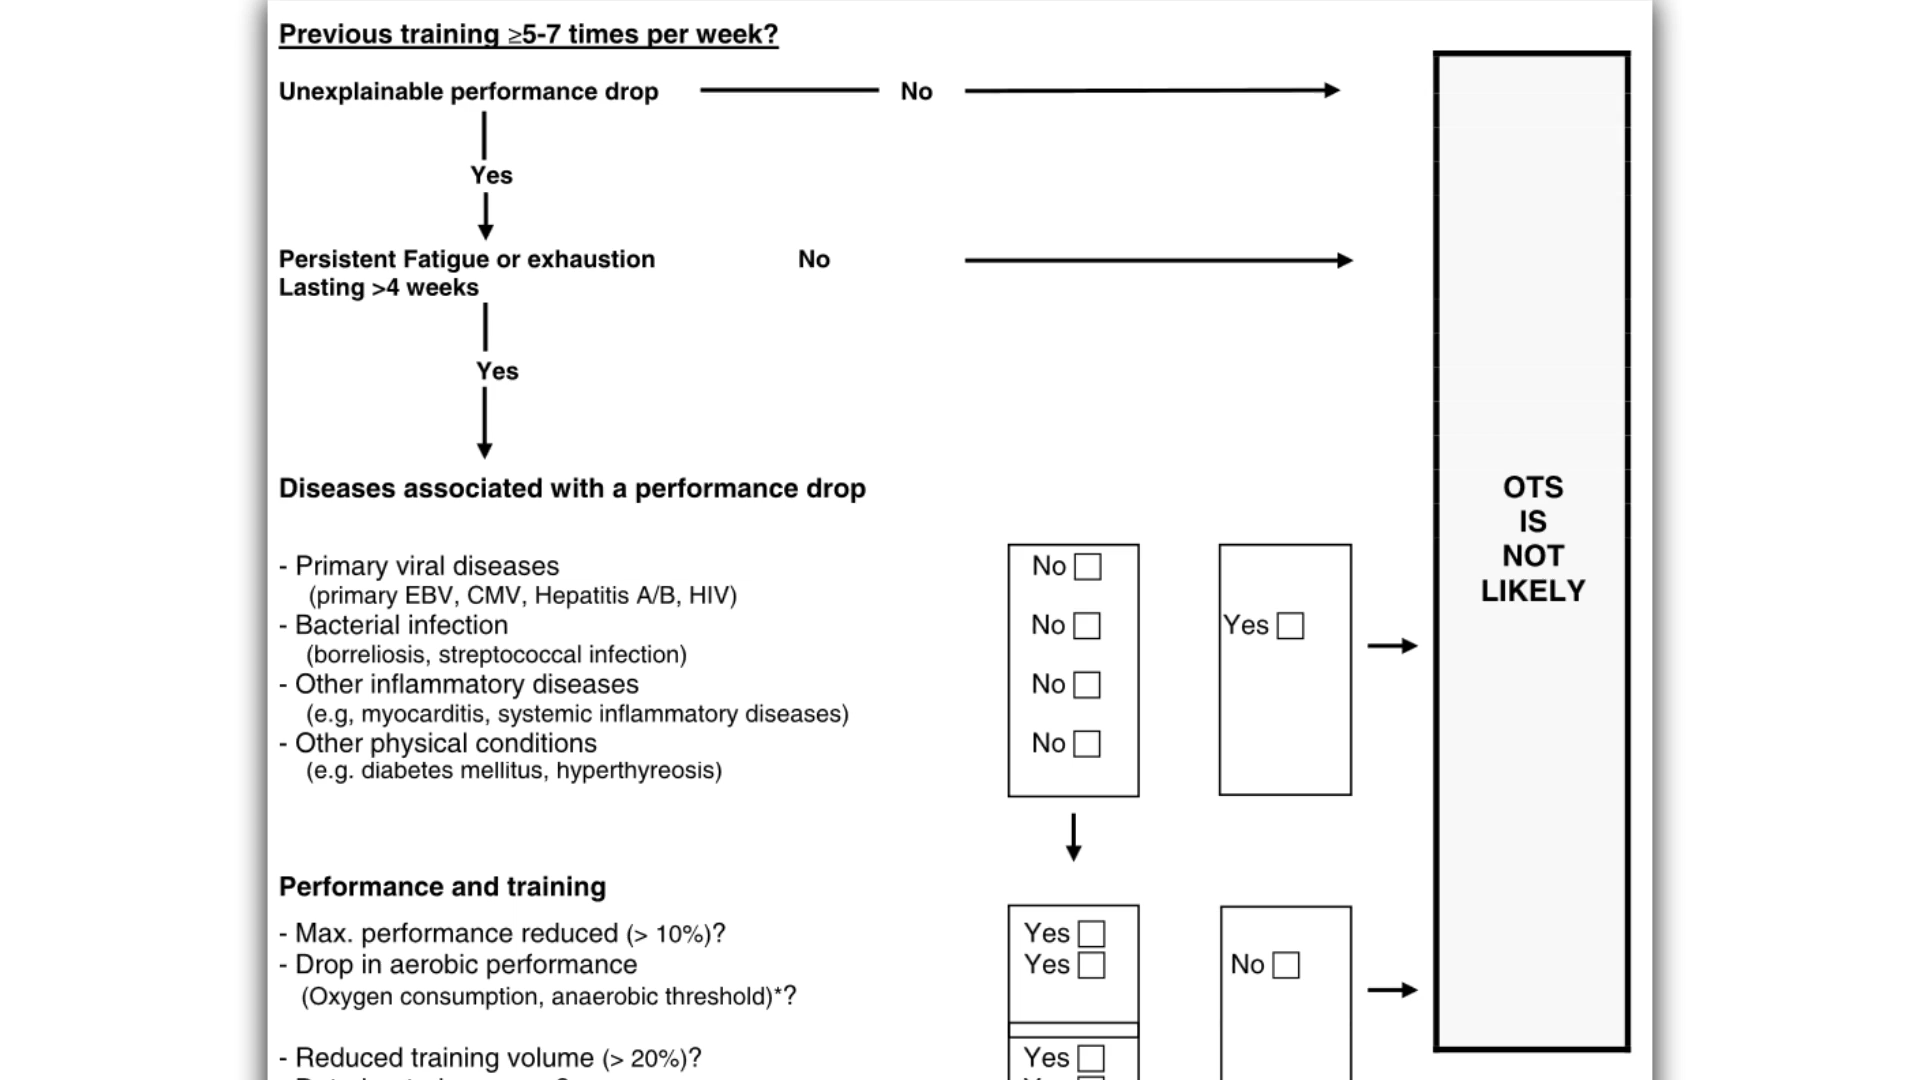 Previous training ≥5-7 times per week?
Unexplainable performance drop No
Yes
Persistent Fatigue or exhaustion No
Lasting >4 weeks
Yes
Diseases associated with a performance drop
OTS
IS
NOT
LIKELY
- Primary viral diseases No
(primary EBV, CMV, Hepatitis A/B, HIV)
- Bacterial infection No Yes
(borreliosis, streptococcal infection)
- Other inflammatory diseases No
(e.g, myocarditis, systemic inflammatory diseases)
- Other physical conditions No
(e.g. diabetes mellitus, hyperthyreosis)
Performance and training
- Max. performance reduced (> 10%)? Yes
- Drop in aerobic performance Yes No
(Oxygen consumption, anaerobic threshold)*?
- Reduced training volume (> 20%)? Yes